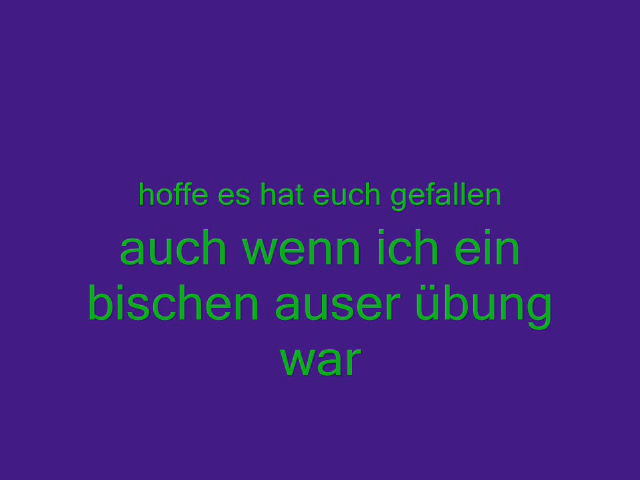 hoffe es hat euch gefallen
auch wenn ich ein
bischen auser übung
war